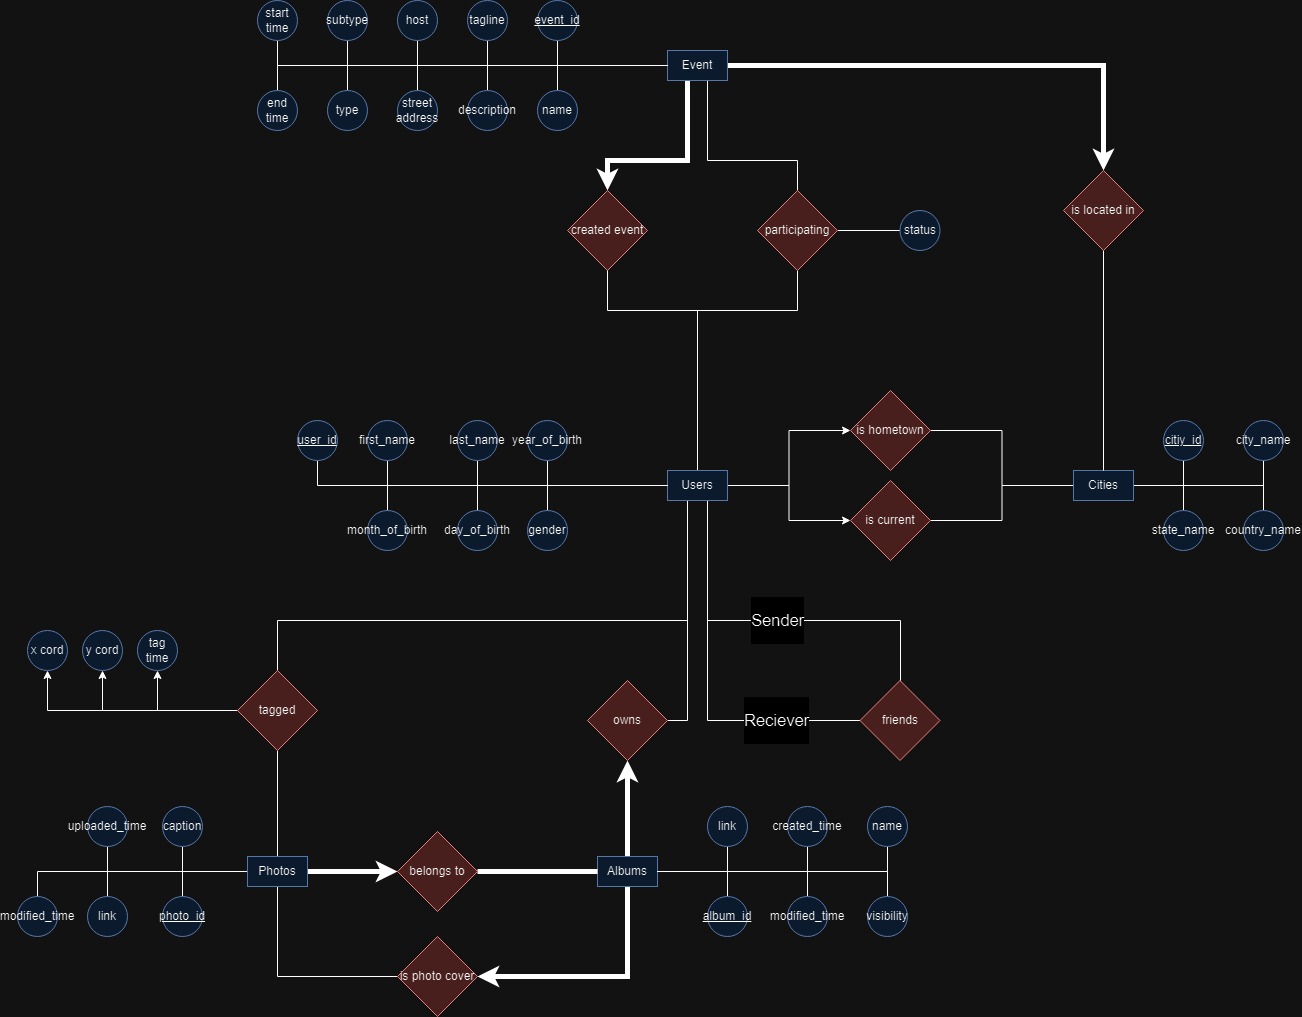 start
time
subtype
host
tagline
event_id
Event
end
time
type
street
address
description
name
created event
participating
status
is located in
user_id
first_name
last_name
year_of_birth
is hometown
citiy_id
city_name
Users
Cities
month_of_birth
day_of_birth
gender
is current
state_name
country_name
Sender
x cord
y cord
tag
time
tagged
owns
Reciever
friends
uploaded_time
caption
link
created_time
name
Photos
belongs to
Albums
modified_time
link
photo_id
album_id
modified_time
visibility
is photo cover